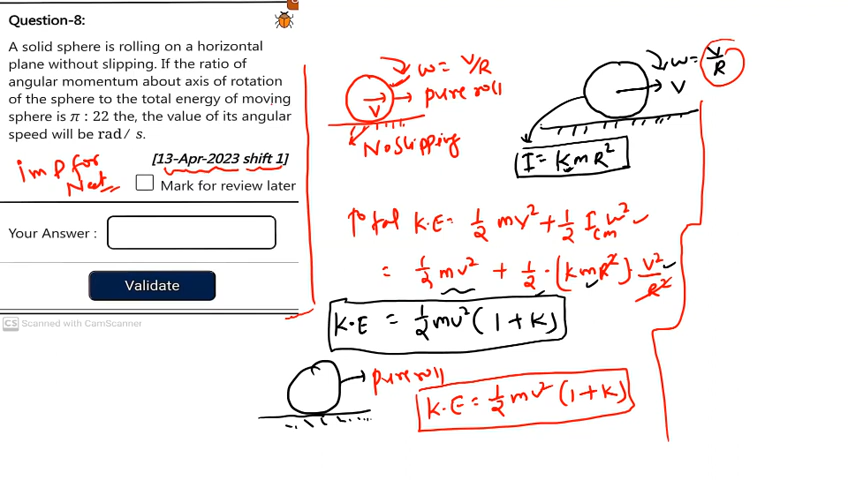 Question-8:
A solid sphere is rolling on a horizontal
plane without slipping. If the ratio of
angular momentum about axis of rotation
of the sphere to the total energy of moving
sphere is π : 22 the, the value of its angular
speed will be rad/ s.
[13-Apr-2023 shift 1]
imp for
Neet
Mark for review later
Your Answer :
Validate
CS Scanned with CamScanner
ω = V/R
pure roll
V
No slipping
ω = V/R
V
I = KmR²
Total K.E = 1/2 mv² + 1/2 I_cm ω²
= 1/2 mv² + 1/2 · (KmR²) V²/R²
K.E = 1/2 mv² (1+K)
pure roll
K.E = 1/2 mv² (1+K)